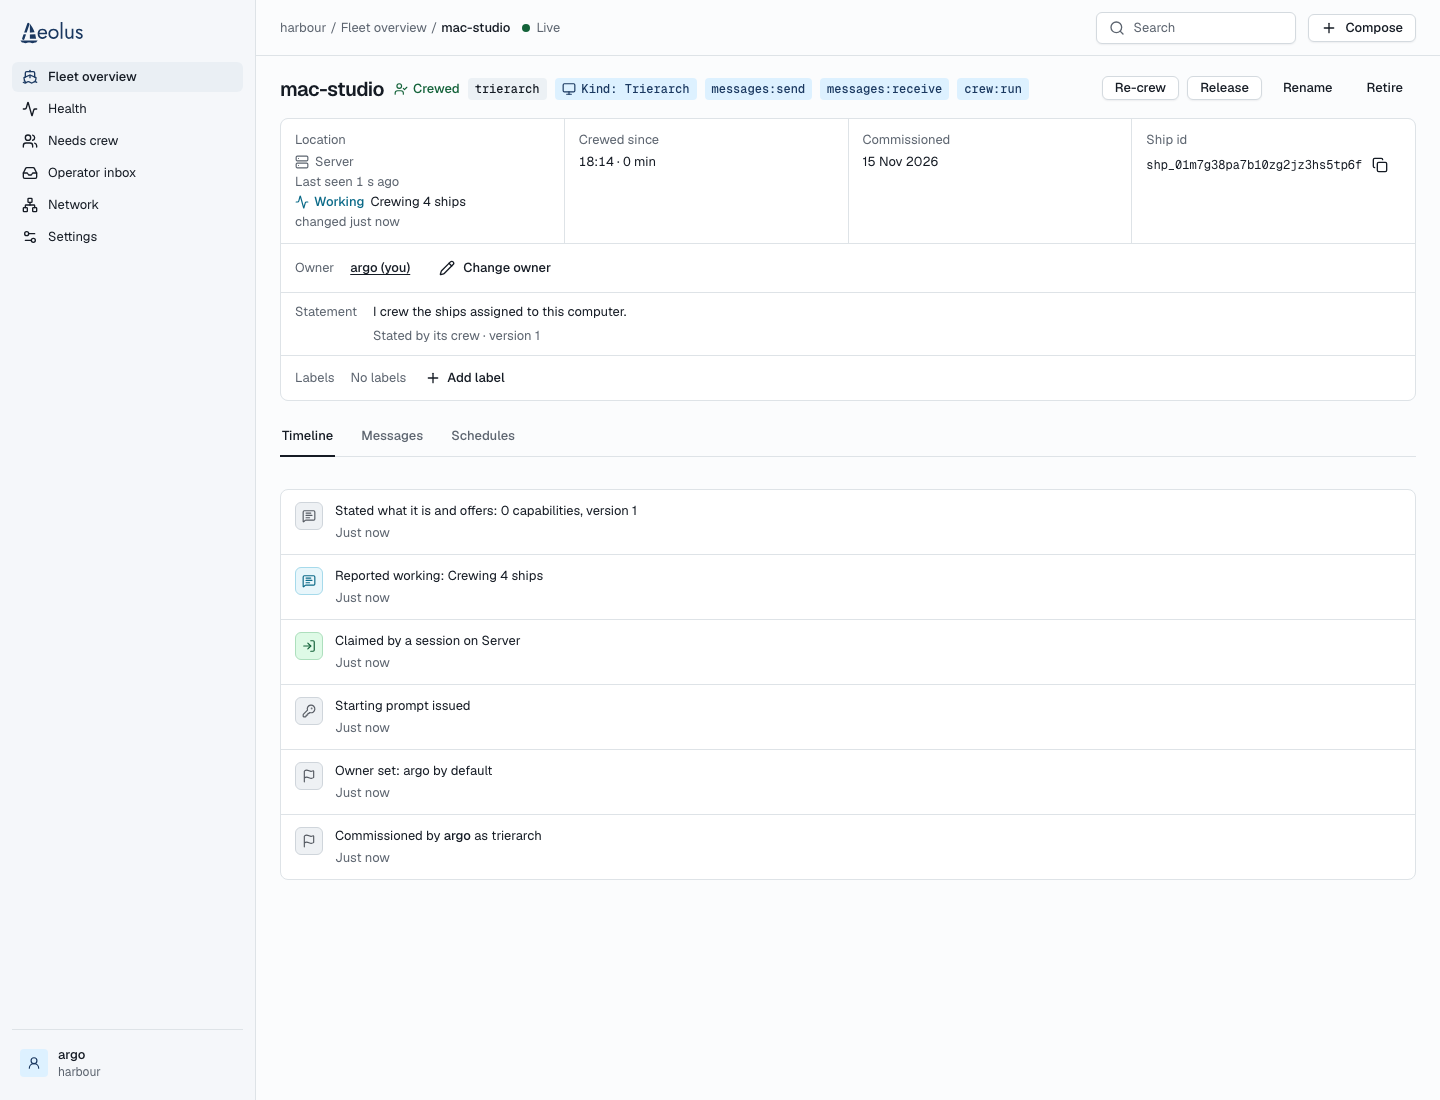 Aeolus
Fleet overview
Health
Needs crew
Operator inbox
Network
Settings
argo
harbour
harbour / Fleet overview / mac-studio Live
Search
Compose
mac-studio Crewed trierarch Kind: Trierarch messages:send messages:receive crew:run
Re-crew Release Rename Retire
Location
Server
Last seen 1 s ago
Working Crewing 4 ships
changed just now
Crewed since
18:14 · 0 min
Commissioned
15 Nov 2026
Ship id
shp_01m7g38pa7b10zg2jz3hs5tp6f
Owner argo (you) Change owner
Statement I crew the ships assigned to this computer.
Stated by its crew · version 1
Labels No labels Add label
Timeline Messages Schedules
Stated what it is and offers: 0 capabilities, version 1
Just now
Reported working: Crewing 4 ships
Just now
Claimed by a session on Server
Just now
Starting prompt issued
Just now
Owner set: argo by default
Just now
Commissioned by argo as trierarch
Just now